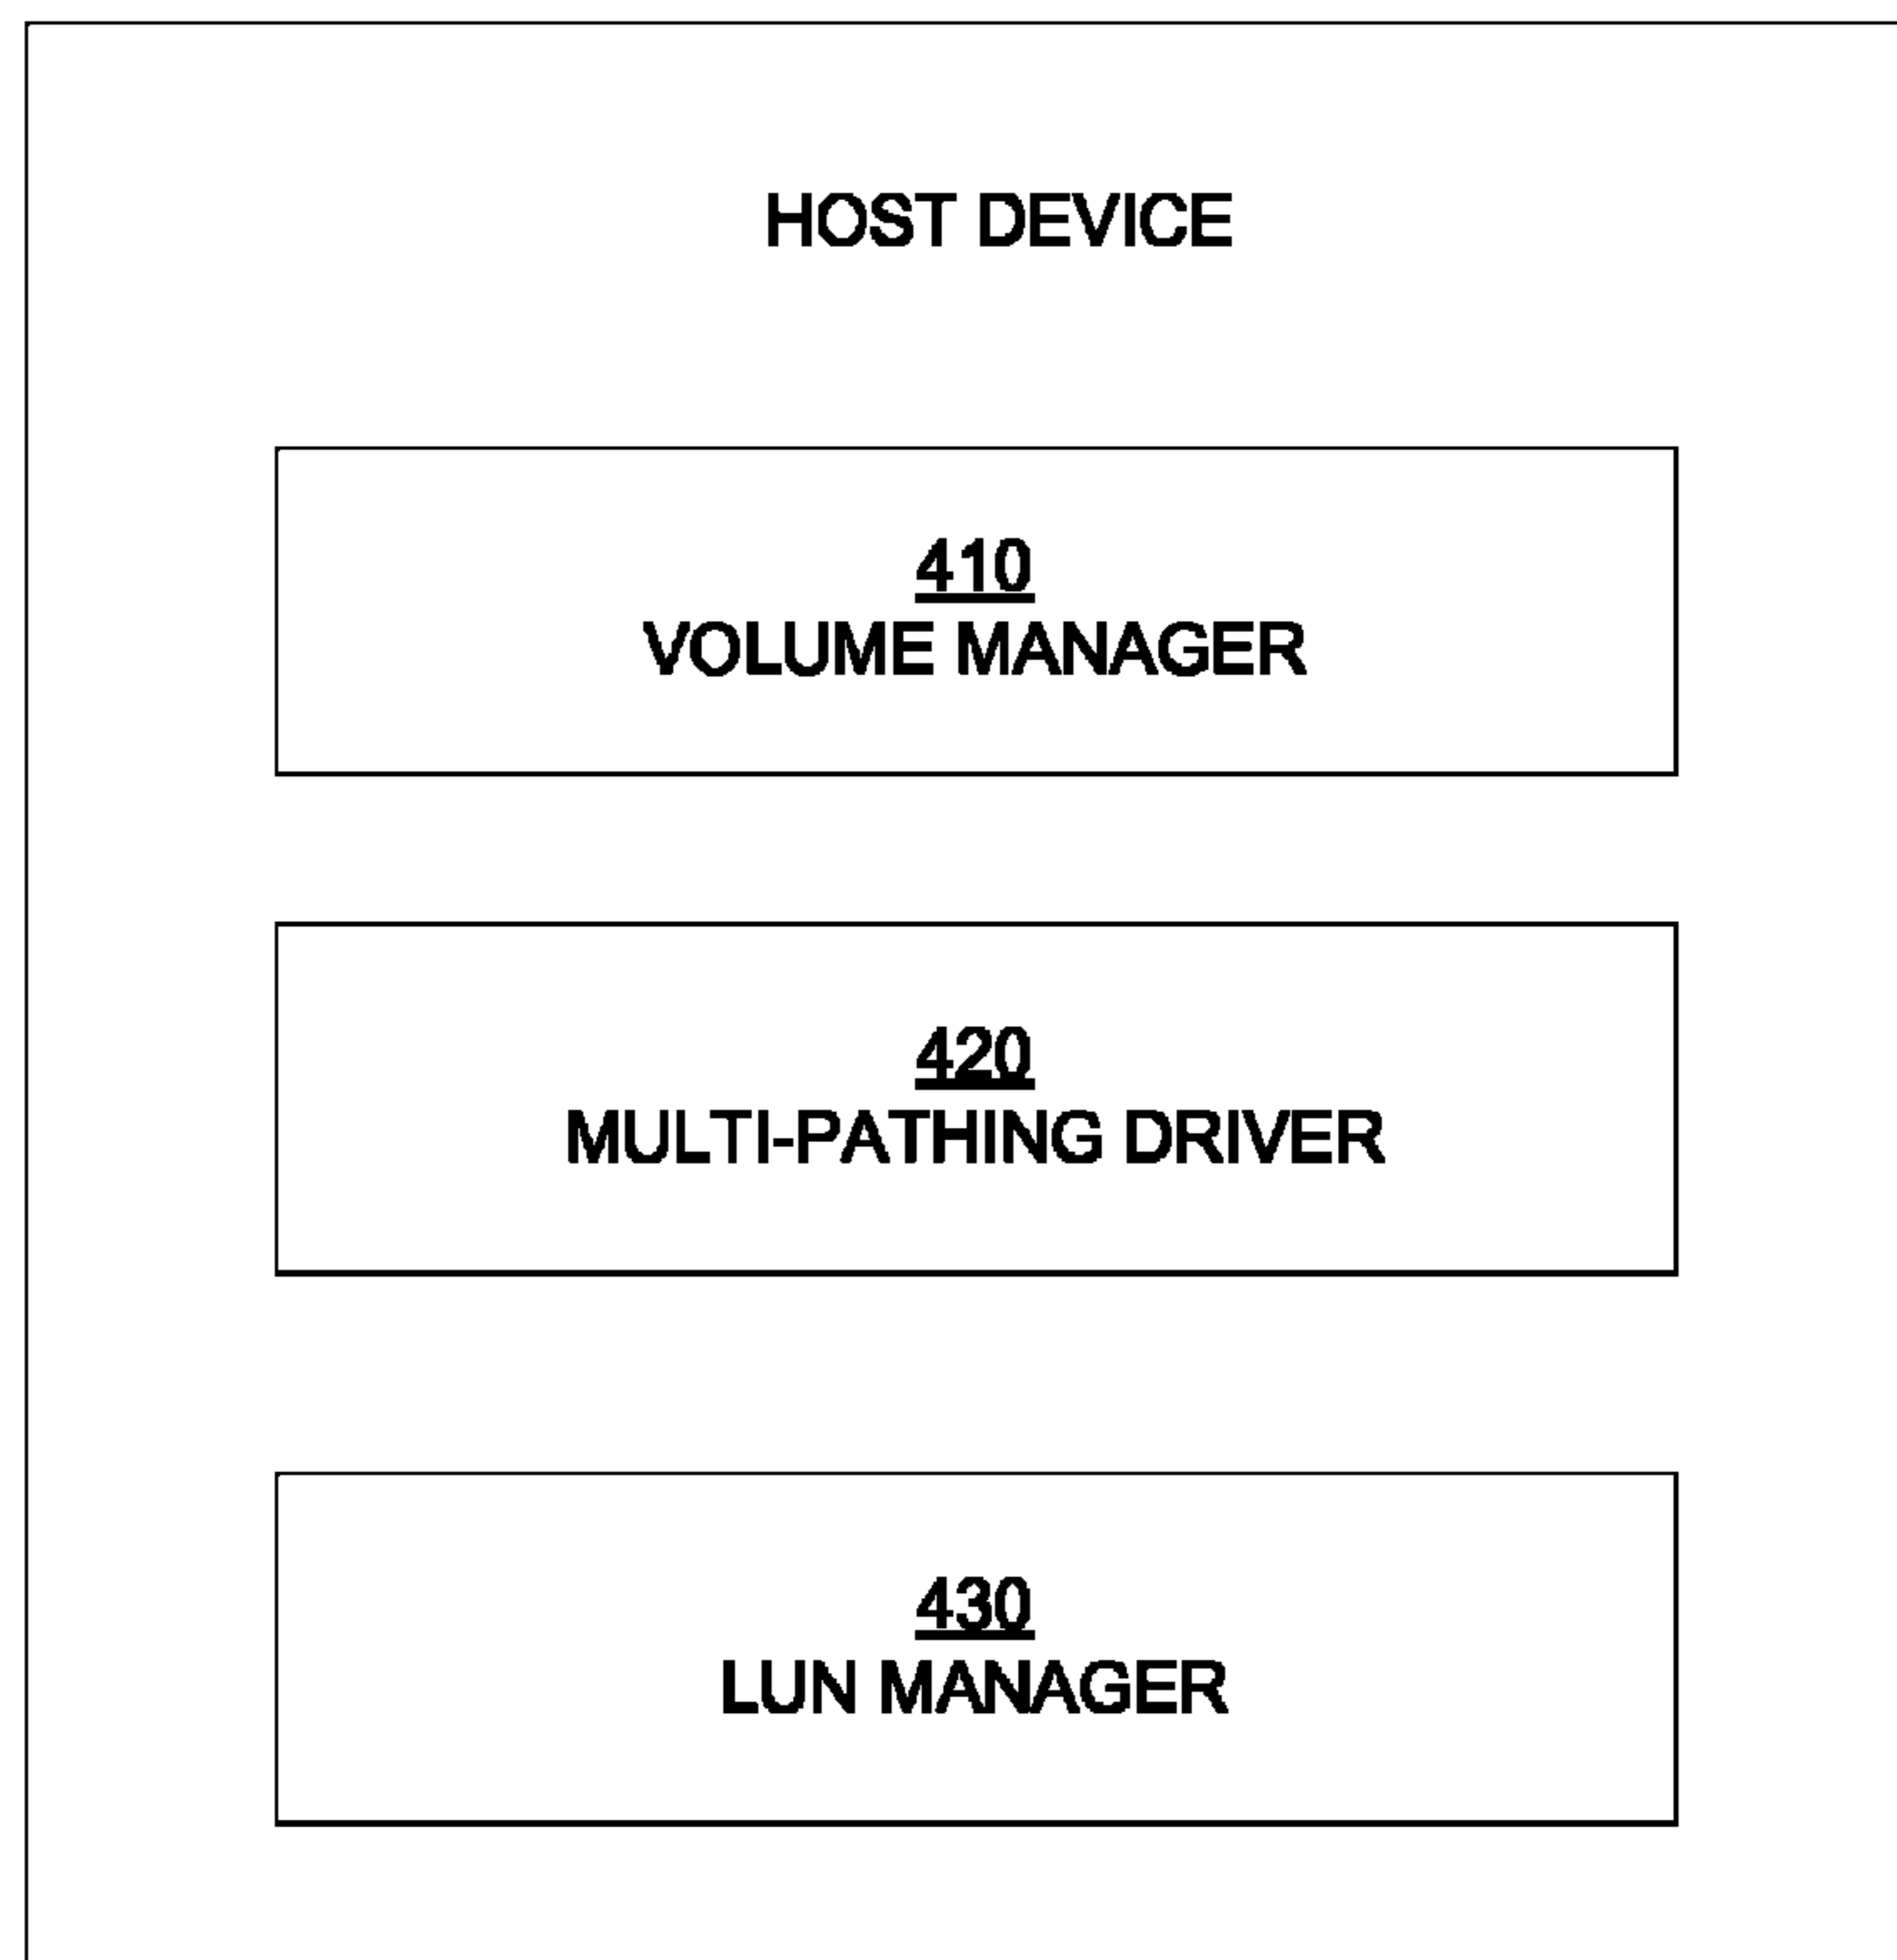 HOST DEVICE
410
VOLUME MANAGER
420
MULTI-PATHING DRIVER
430
LUN MANAGER